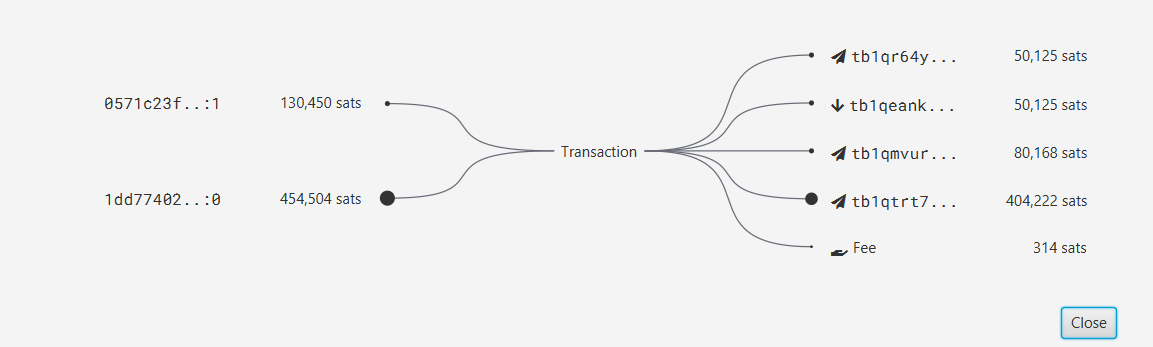 tb1qr64y... 50,125 sats
0571c23f..:1 130,450 sats
tb1qeank... 50,125 sats
Transaction
tb1qmvur... 80,168 sats
1dd77402..:0 454,504 sats
tb1qtrt7... 404,222 sats
Fee 314 sats
Close